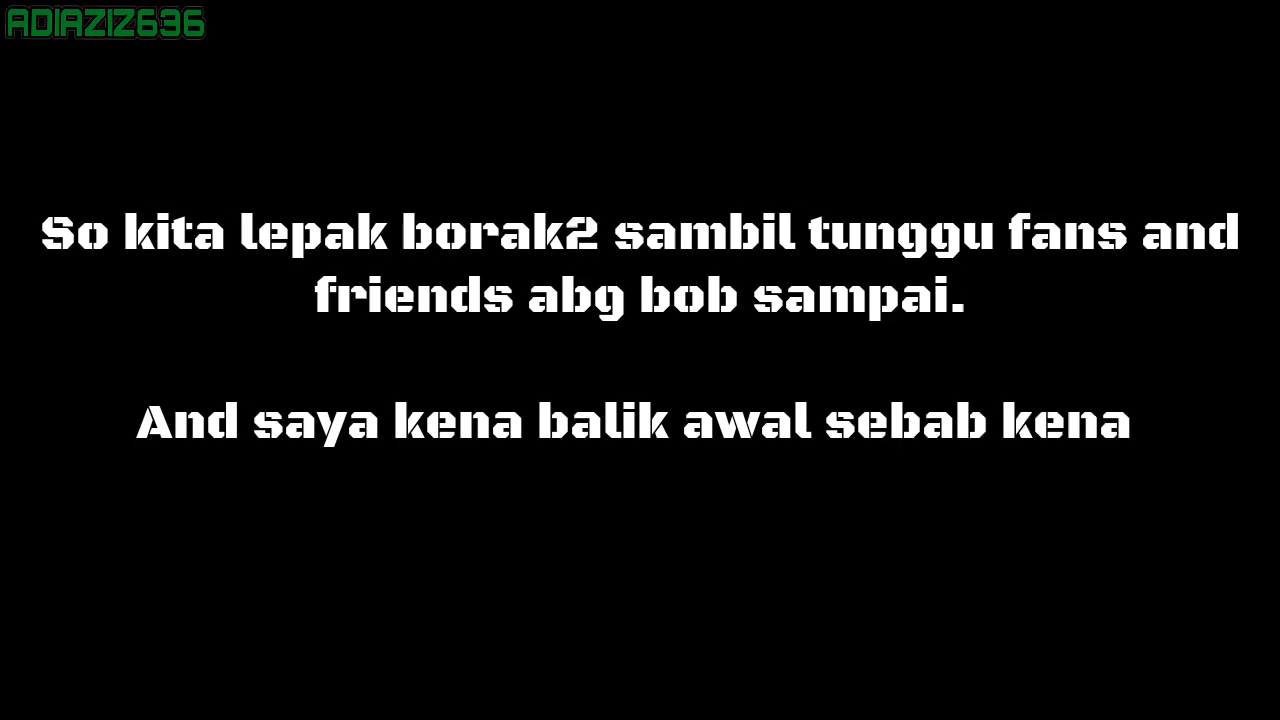 ADIAZIZ636
So kita lepak borak2 sambil tunggu fans and
friends abg bob sampai.
And saya kena balik awal sebab kena